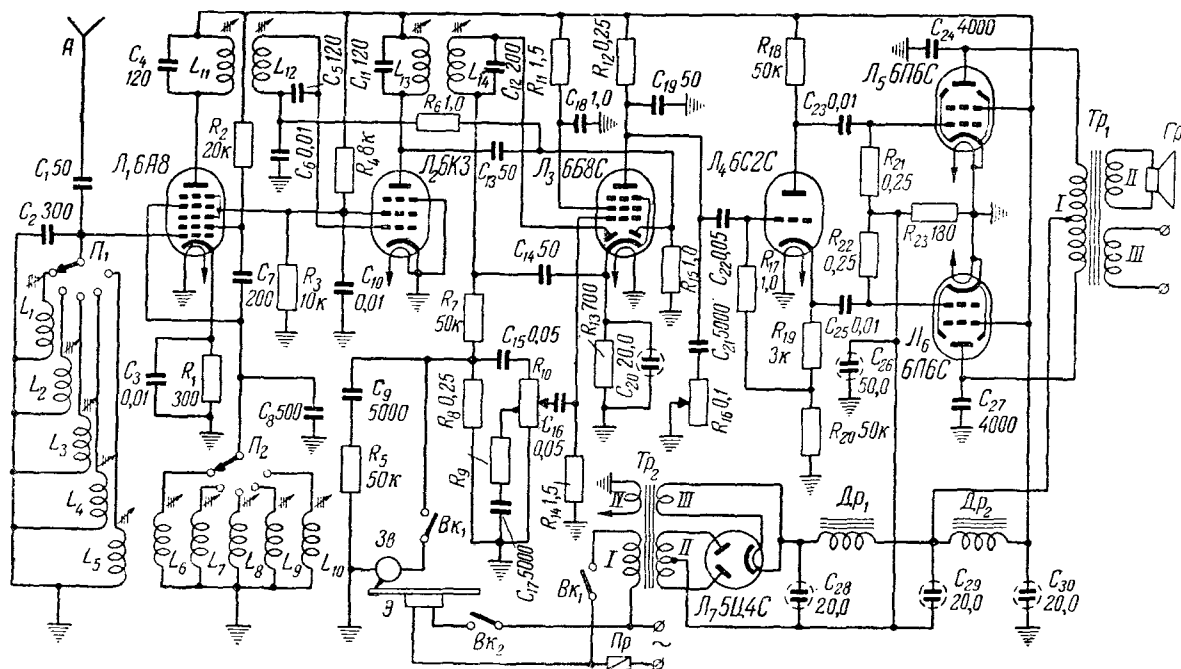 A
C₁ 50
C₂ 300
П₁
L₁
L₂
L₃
L₄
L₅
C₄
120
L₁₁
L₁₂
R₂
20к
Л₁ 6А8
C₃
0,01
R₁
300
C₇
200
C₈ 500
П₂
L₆
L₇
L₈
L₉
L₁₀
C₅ 120
C₆ 0,01
R₃
10к
R₄ 8к
C₁₀
0,01
C₁₁ 120
L₁₃
L₁₄
C₁₂ 200
R₆ 1,0
Л₂ 6К3
C₁₃ 50
C₁₄ 50
R₇
50к
C₉
5000
R₅
50к
R₈ 0,25
C₁₅ 0,05
R₁₀
C₁₆
0,05
R₉
C₁₇ 5000
R₁₄ 1,5
Зв
Э
Вк₁
Вк₂
R₁₁ 1,5
R₁₂ 0,25
C₁₈ 1,0
C₁₉ 50
Л₃
6Б8С
R₁₃ 700
C₂₀ 20,0
R₁₅ 1,0
C₂₁ 5000
R₁₆ 0,1
C₂₂ 0,05
R₁₇
1,0
R₁₈
50к
Л₄ 6С2С
R₁₉
3к
R₂₀ 50к
C₂₃ 0,01
C₂₅ 0,01
R₂₁
0,25
R₂₂
0,25
R₂₃ 180
C₂₆
50,0
C₂₄ 4000
Л₅ 6П6С
Л₆
6П6С
C₂₇
4000
Тр₁
I
II
III
Гр
Тр₂
IV
III
I
II
Вк₁
Л₇ 5Ц4С
Пр
~
Др₁
Др₂
C₂₈
20,0
C₂₉
20,0
C₃₀
20,0